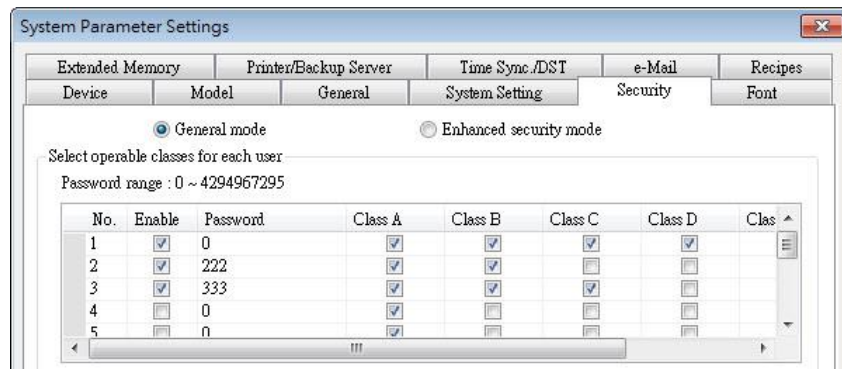 System Parameter Settings
Extended Memory Printer/Backup Server Time Sync./DST e-Mail Recipes
Device Model General System Setting Security Font
General mode Enhanced security mode
Select operable classes for each user
Password range : 0 ~ 4294967295
No. Enable Password Class A Class B Class C Class D Clas
1 0
2 222
3 333
4 0
5 0